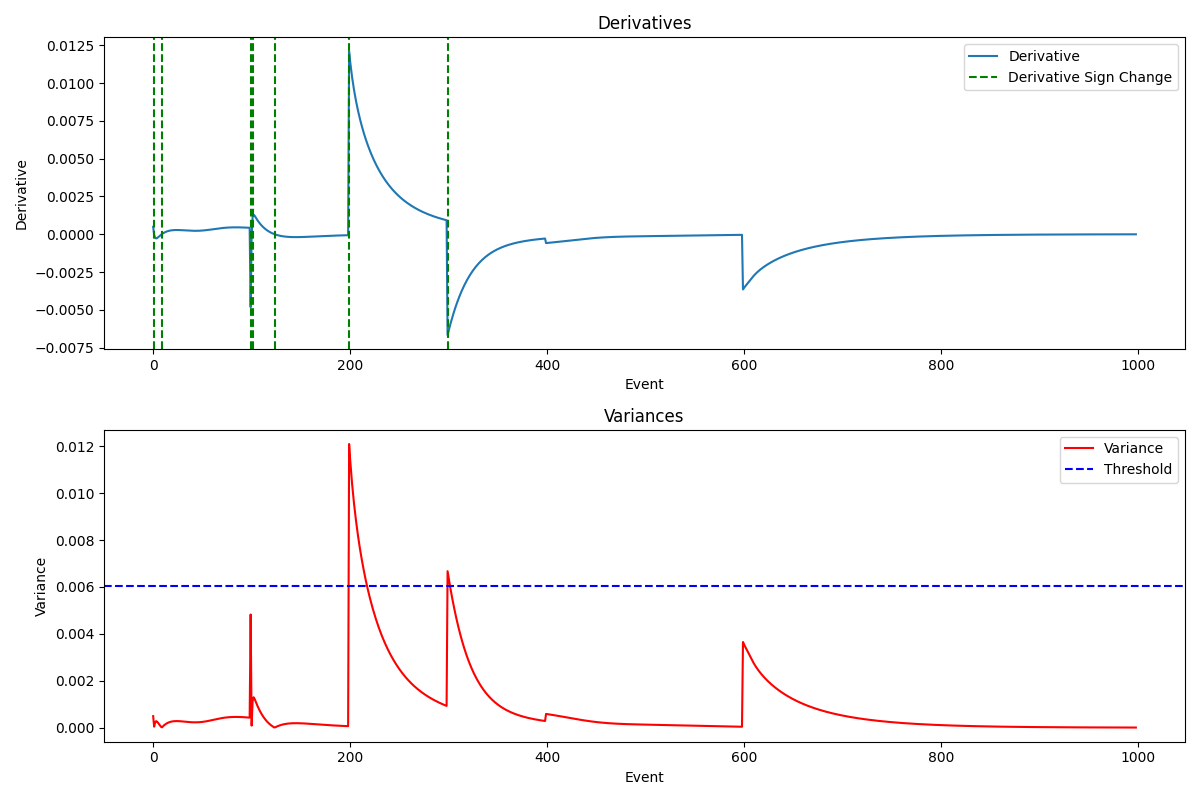 Derivatives
0.0125
0.0100
0.0075
0.0050
0.0025
0.0000
−0.0025
−0.0050
−0.0075
Derivative
Derivative
Derivative Sign Change
0 200 400 600 800 1000
Event
Variances
0.012
0.010
0.008
0.006
0.004
0.002
0.000
Variance
Variance
Threshold
0 200 400 600 800 1000
Event